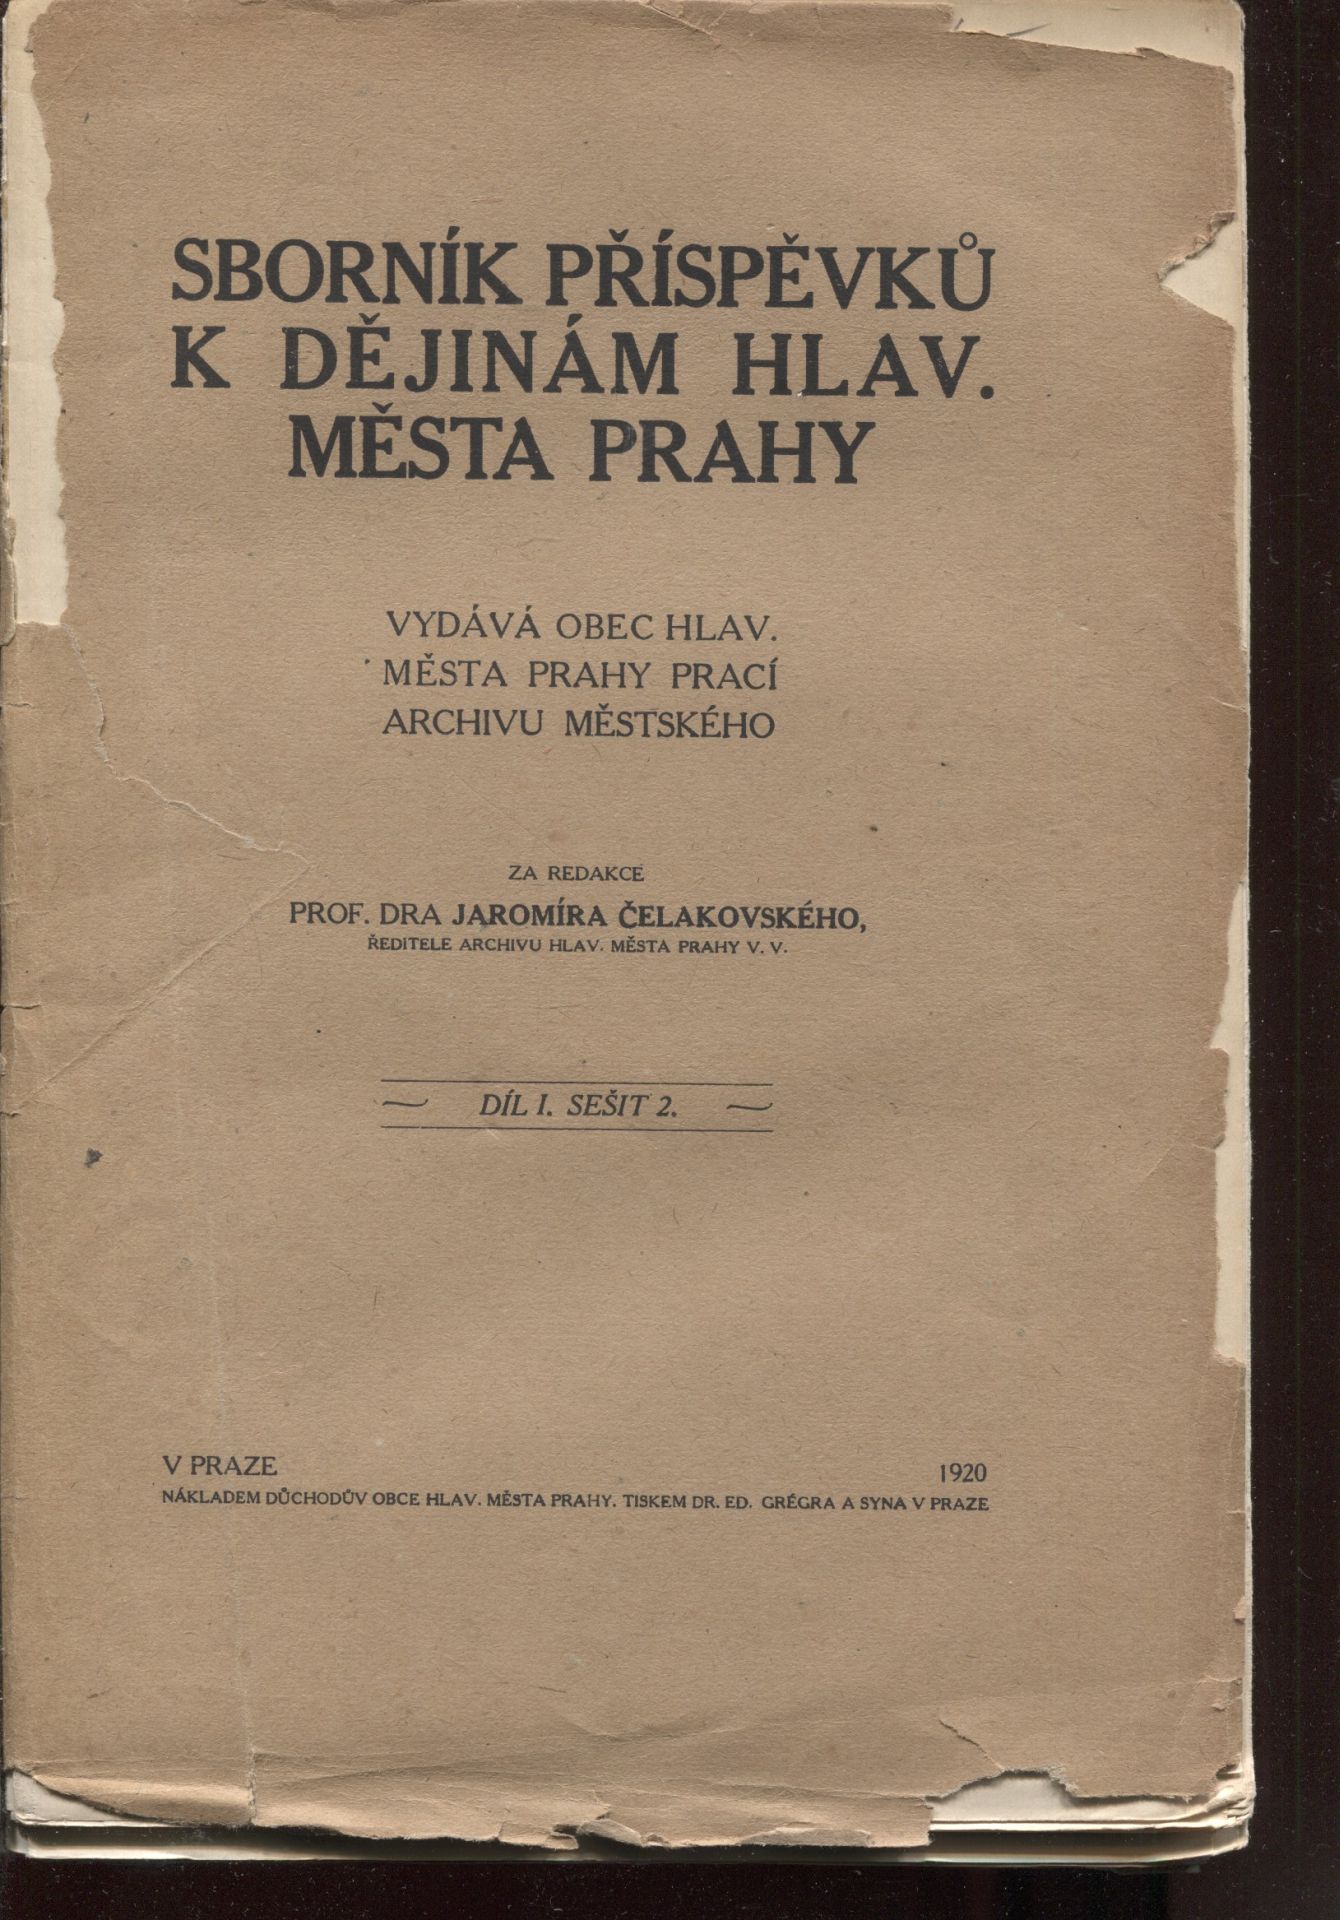 SBORNÍK PŘÍSPĚVKŮ
K DĚJINÁM HLAV.
MĚSTA PRAHY
VYDÁVÁ OBEC HLAV.
MĚSTA PRAHY PRACÍ
ARCHIVU MĚSTSKÉHO
ZA REDAKCE
PROF. DRA JAROMÍRA ČELAKOVSKÉHO,
ŘEDITELE ARCHIVU HLAV. MĚSTA PRAHY V. V.
DÍL I. SEŠIT 2.
V PRAZE 1920
NÁKLADEM DŮCHODŮV OBCE HLAV. MĚSTA PRAHY. TISKEM DR. ED. GRÉGRA A SYNA V PRAZE